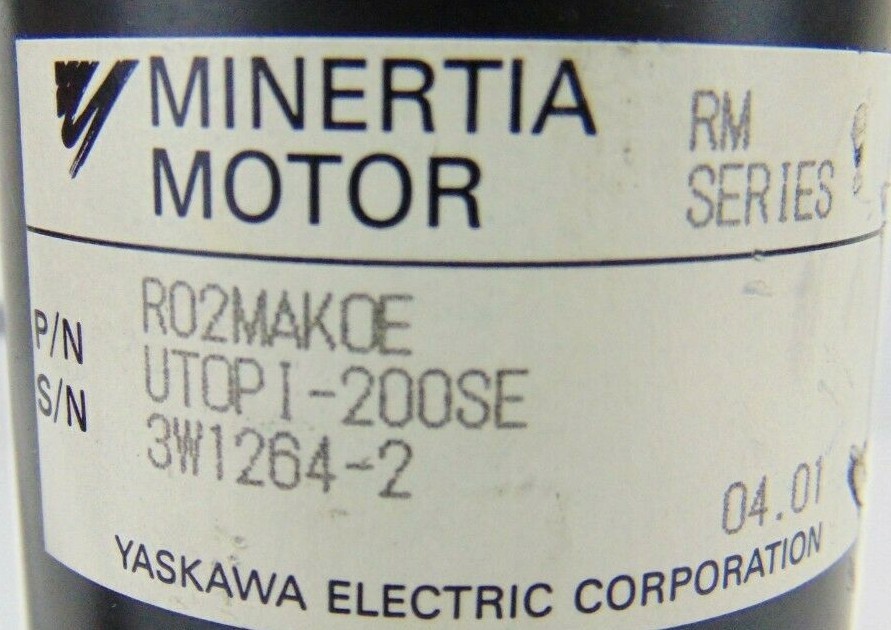 MINERTIA
MOTOR
RM
SERIES
P/N R02MAKOE
S/N UTOPI-200SE
3W1264-2
04.01
YASKAWA ELECTRIC CORPORATION